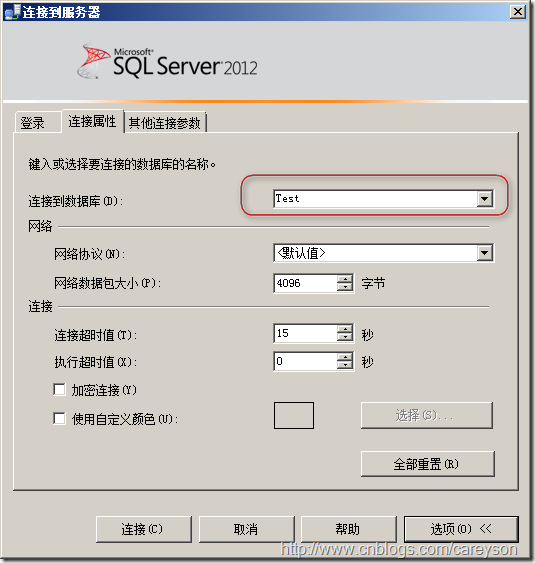 连接到服务器
Microsoft®
SQL Server® 2012
登录 连接属性 其他连接参数
键入或选择要连接的数据库的名称。
连接到数据库(D): Test
网络
网络协议(N): <默认值>
网络数据包大小(P): 4096 字节
连接
连接超时值(T): 15 秒
执行超时值(X): 0 秒
加密连接(Y)
使用自定义颜色(U): 选择(S)...
全部重置(R)
连接(C) 取消 帮助 选项(O) <<
http://www.cnblogs.com/careyson